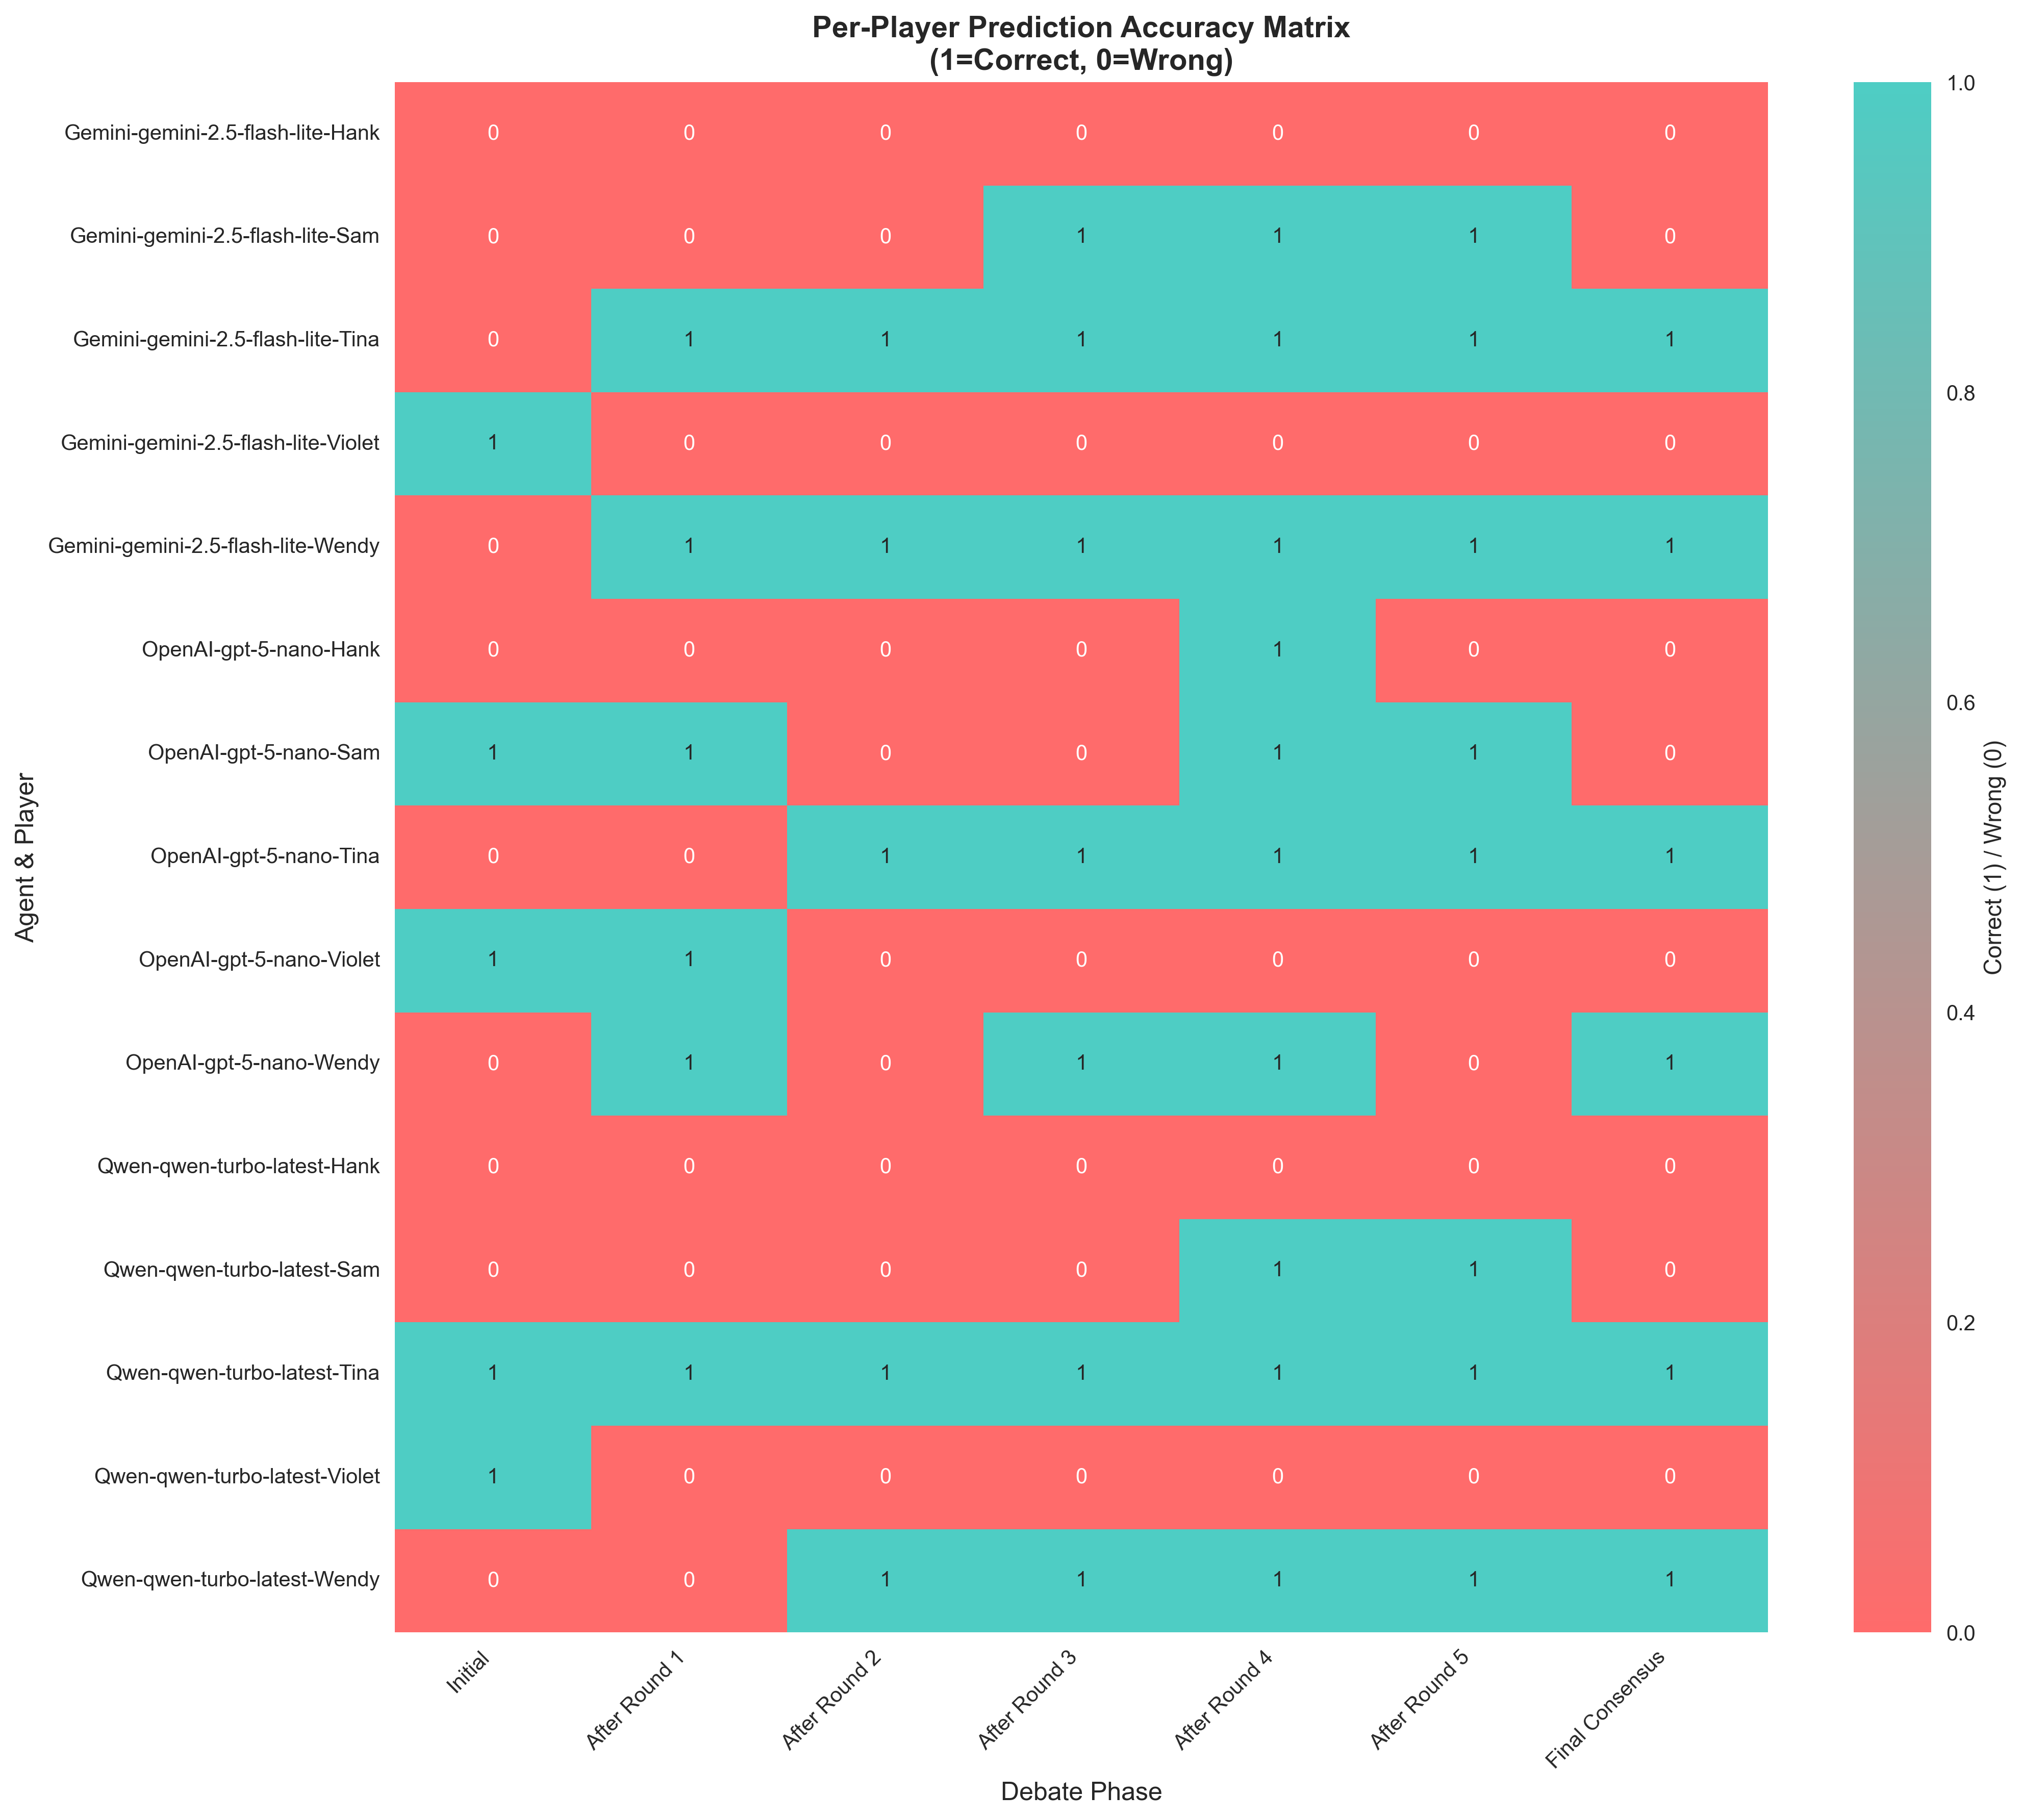 Per-Player Prediction Accuracy Matrix
(1=Correct, 0=Wrong)
Agent & Player
Gemini-gemini-2.5-flash-lite-Hank 0 0 0 0 0 0 0
Gemini-gemini-2.5-flash-lite-Sam 0 0 0 1 1 1 0
Gemini-gemini-2.5-flash-lite-Tina 0 1 1 1 1 1 1
Gemini-gemini-2.5-flash-lite-Violet 1 0 0 0 0 0 0
Gemini-gemini-2.5-flash-lite-Wendy 0 1 1 1 1 1 1
OpenAI-gpt-5-nano-Hank 0 0 0 0 1 0 0
OpenAI-gpt-5-nano-Sam 1 1 0 0 1 1 0
OpenAI-gpt-5-nano-Tina 0 0 1 1 1 1 1
OpenAI-gpt-5-nano-Violet 1 1 0 0 0 0 0
OpenAI-gpt-5-nano-Wendy 0 1 0 1 1 0 1
Qwen-qwen-turbo-latest-Hank 0 0 0 0 0 0 0
Qwen-qwen-turbo-latest-Sam 0 0 0 0 1 1 0
Qwen-qwen-turbo-latest-Tina 1 1 1 1 1 1 1
Qwen-qwen-turbo-latest-Violet 1 0 0 0 0 0 0
Qwen-qwen-turbo-latest-Wendy 0 0 1 1 1 1 1
Initial
After Round 1
After Round 2
After Round 3
After Round 4
After Round 5
Final Consensus
Debate Phase
1.0
0.8
0.6
0.4
0.2
0.0
Correct (1) / Wrong (0)